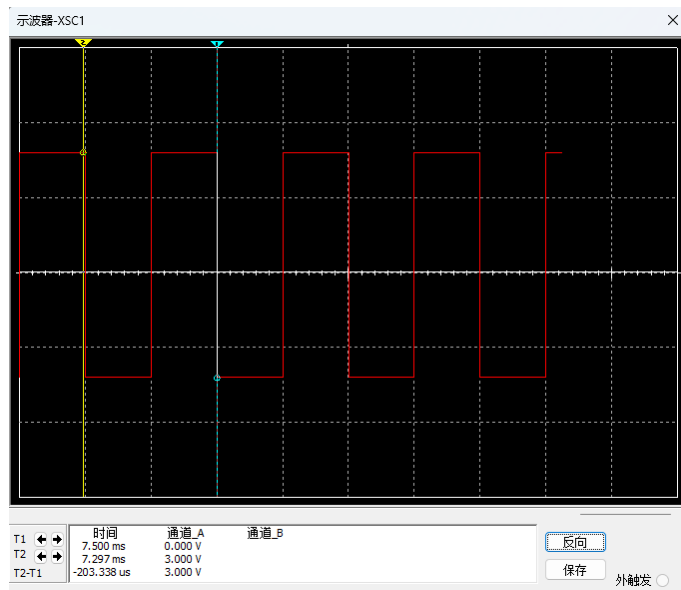 示波器-XSC1
2
1
时间 通道_A 通道_B
T1 7.500 ms 0.000 V
T2 7.297 ms 3.000 V
T2-T1 -203.338 us 3.000 V
反向
保存
外触发